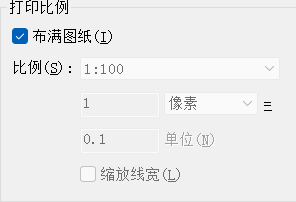 打印比例
布满图纸(I)
比例(S)： 1:100
1 像素 =
0.1 单位(N)
缩放线宽(L)